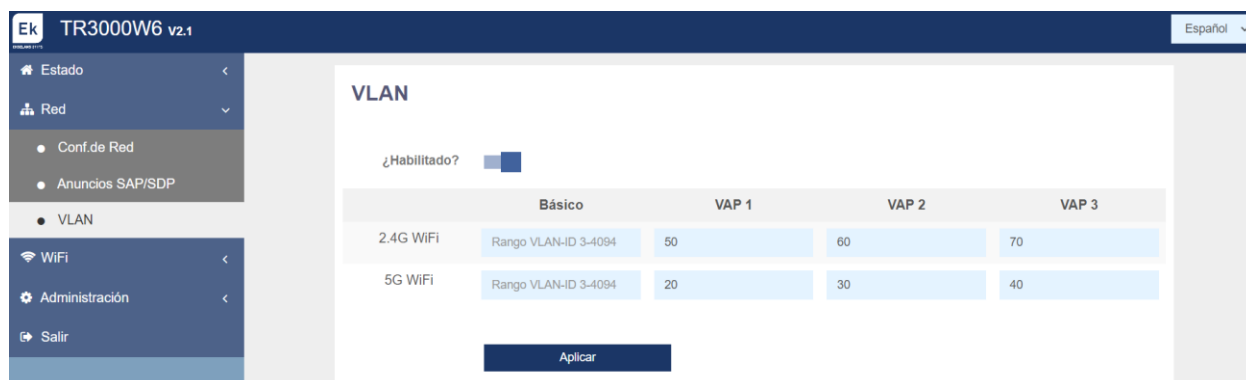 Ek TR3000W6 V2.1 Español
Estado
Red
Conf.de Red
Anuncios SAP/SDP
VLAN
WiFi
Administración
Salir
VLAN
¿Habilitado?
Básico VAP 1 VAP 2 VAP 3
2.4G WiFi Rango VLAN-ID 3-4094 50 60 70
5G WiFi Rango VLAN-ID 3-4094 20 30 40
Aplicar